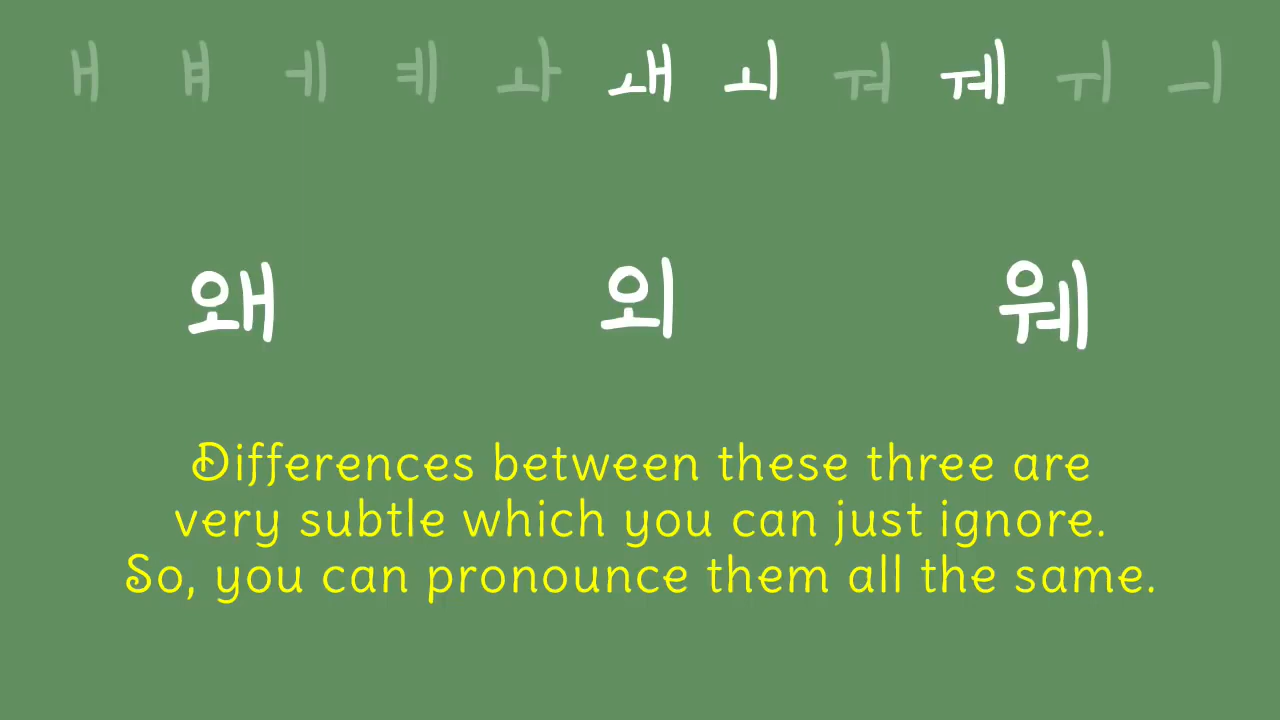 ㅐ ㅒ ㅔ ㅖ ㅘ ㅙ ㅚ ㅝ ㅞ ㅟ ㅢ
왜 외 웨
Differences between these three are
very subtle which you can just ignore.
So, you can pronounce them all the same.